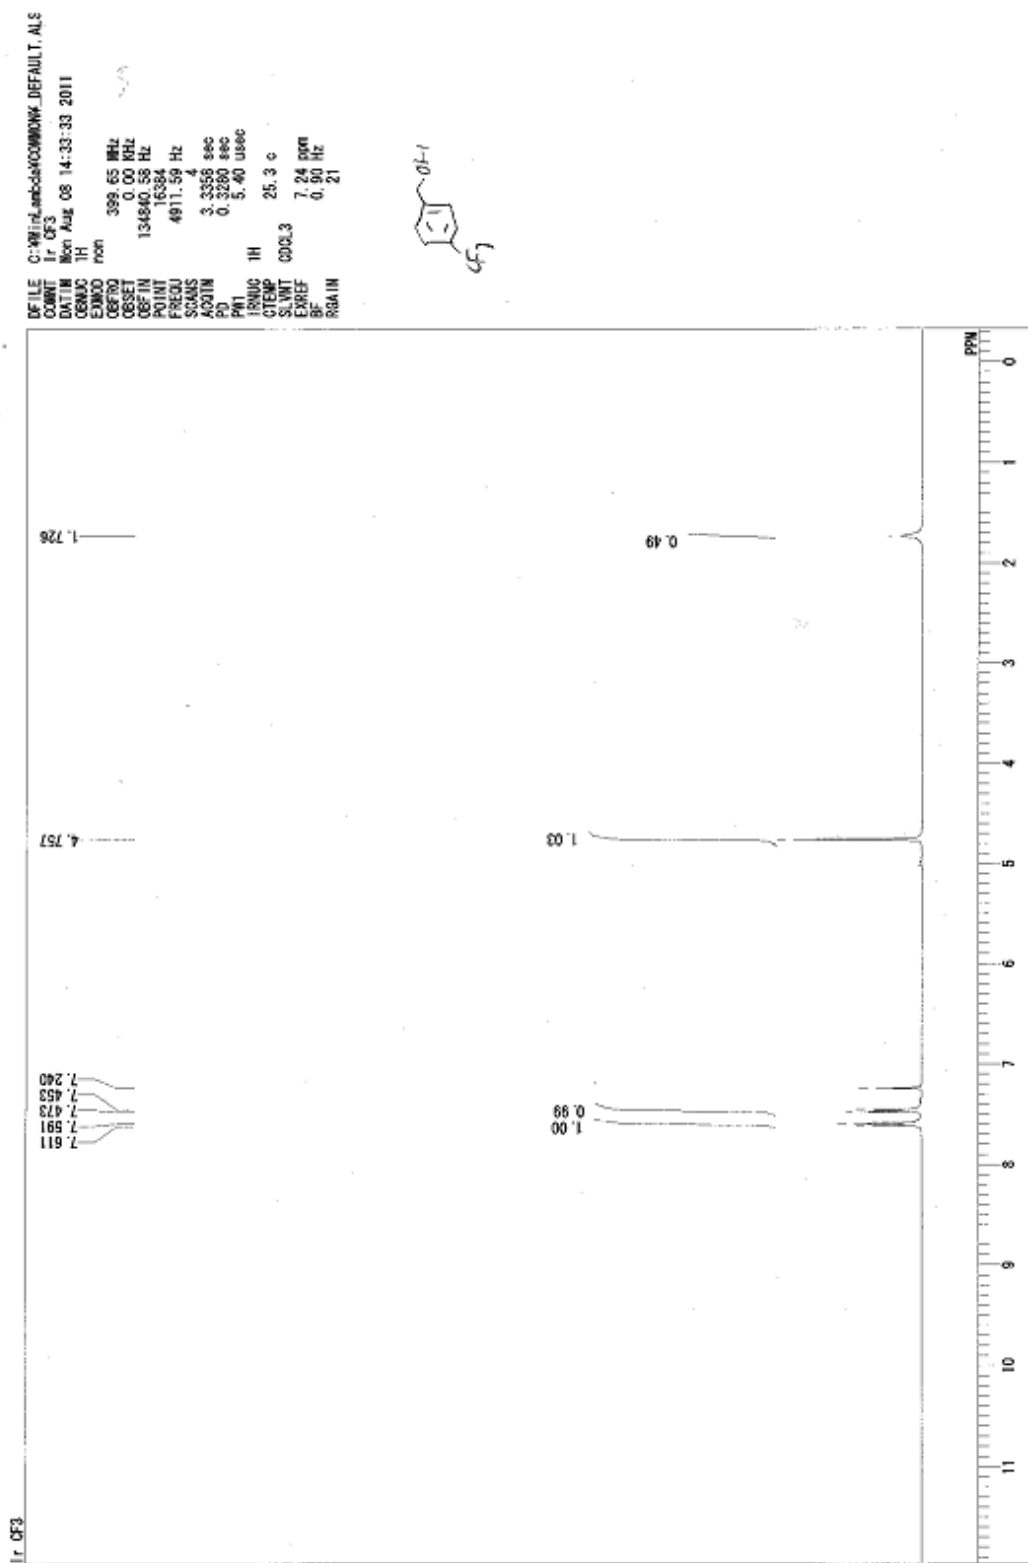 DFILE C:¥WinLambda¥COMMON¥_DEFAULT.ALS
COMNT Ir CF3
DATIM Mon Aug 08 14:33:33 2011
OBNUC 1H
EXMOD non
OBFRQ 399.65 MHz
OBSET 0.00 KHz
OBFIN 134840.58 Hz
POINT 16384
FREQU 4911.59 Hz
SCANS 4
ACQTM 3.3358 sec
PD 0.3280 sec
PW1 5.40 usec
IRNUC 1H
CTEMP 25.3 c
SLVNT CDCL3
EXREF 7.24 ppm
BF 0.90 Hz
RGAIN 21
OH
CF3
Ir CF3
7.611
7.591
7.473
7.453
7.240
4.757
1.726
1.00
0.99
1.03
0.49
PPM
11 10 9 8 7 6 5 4 3 2 1 0